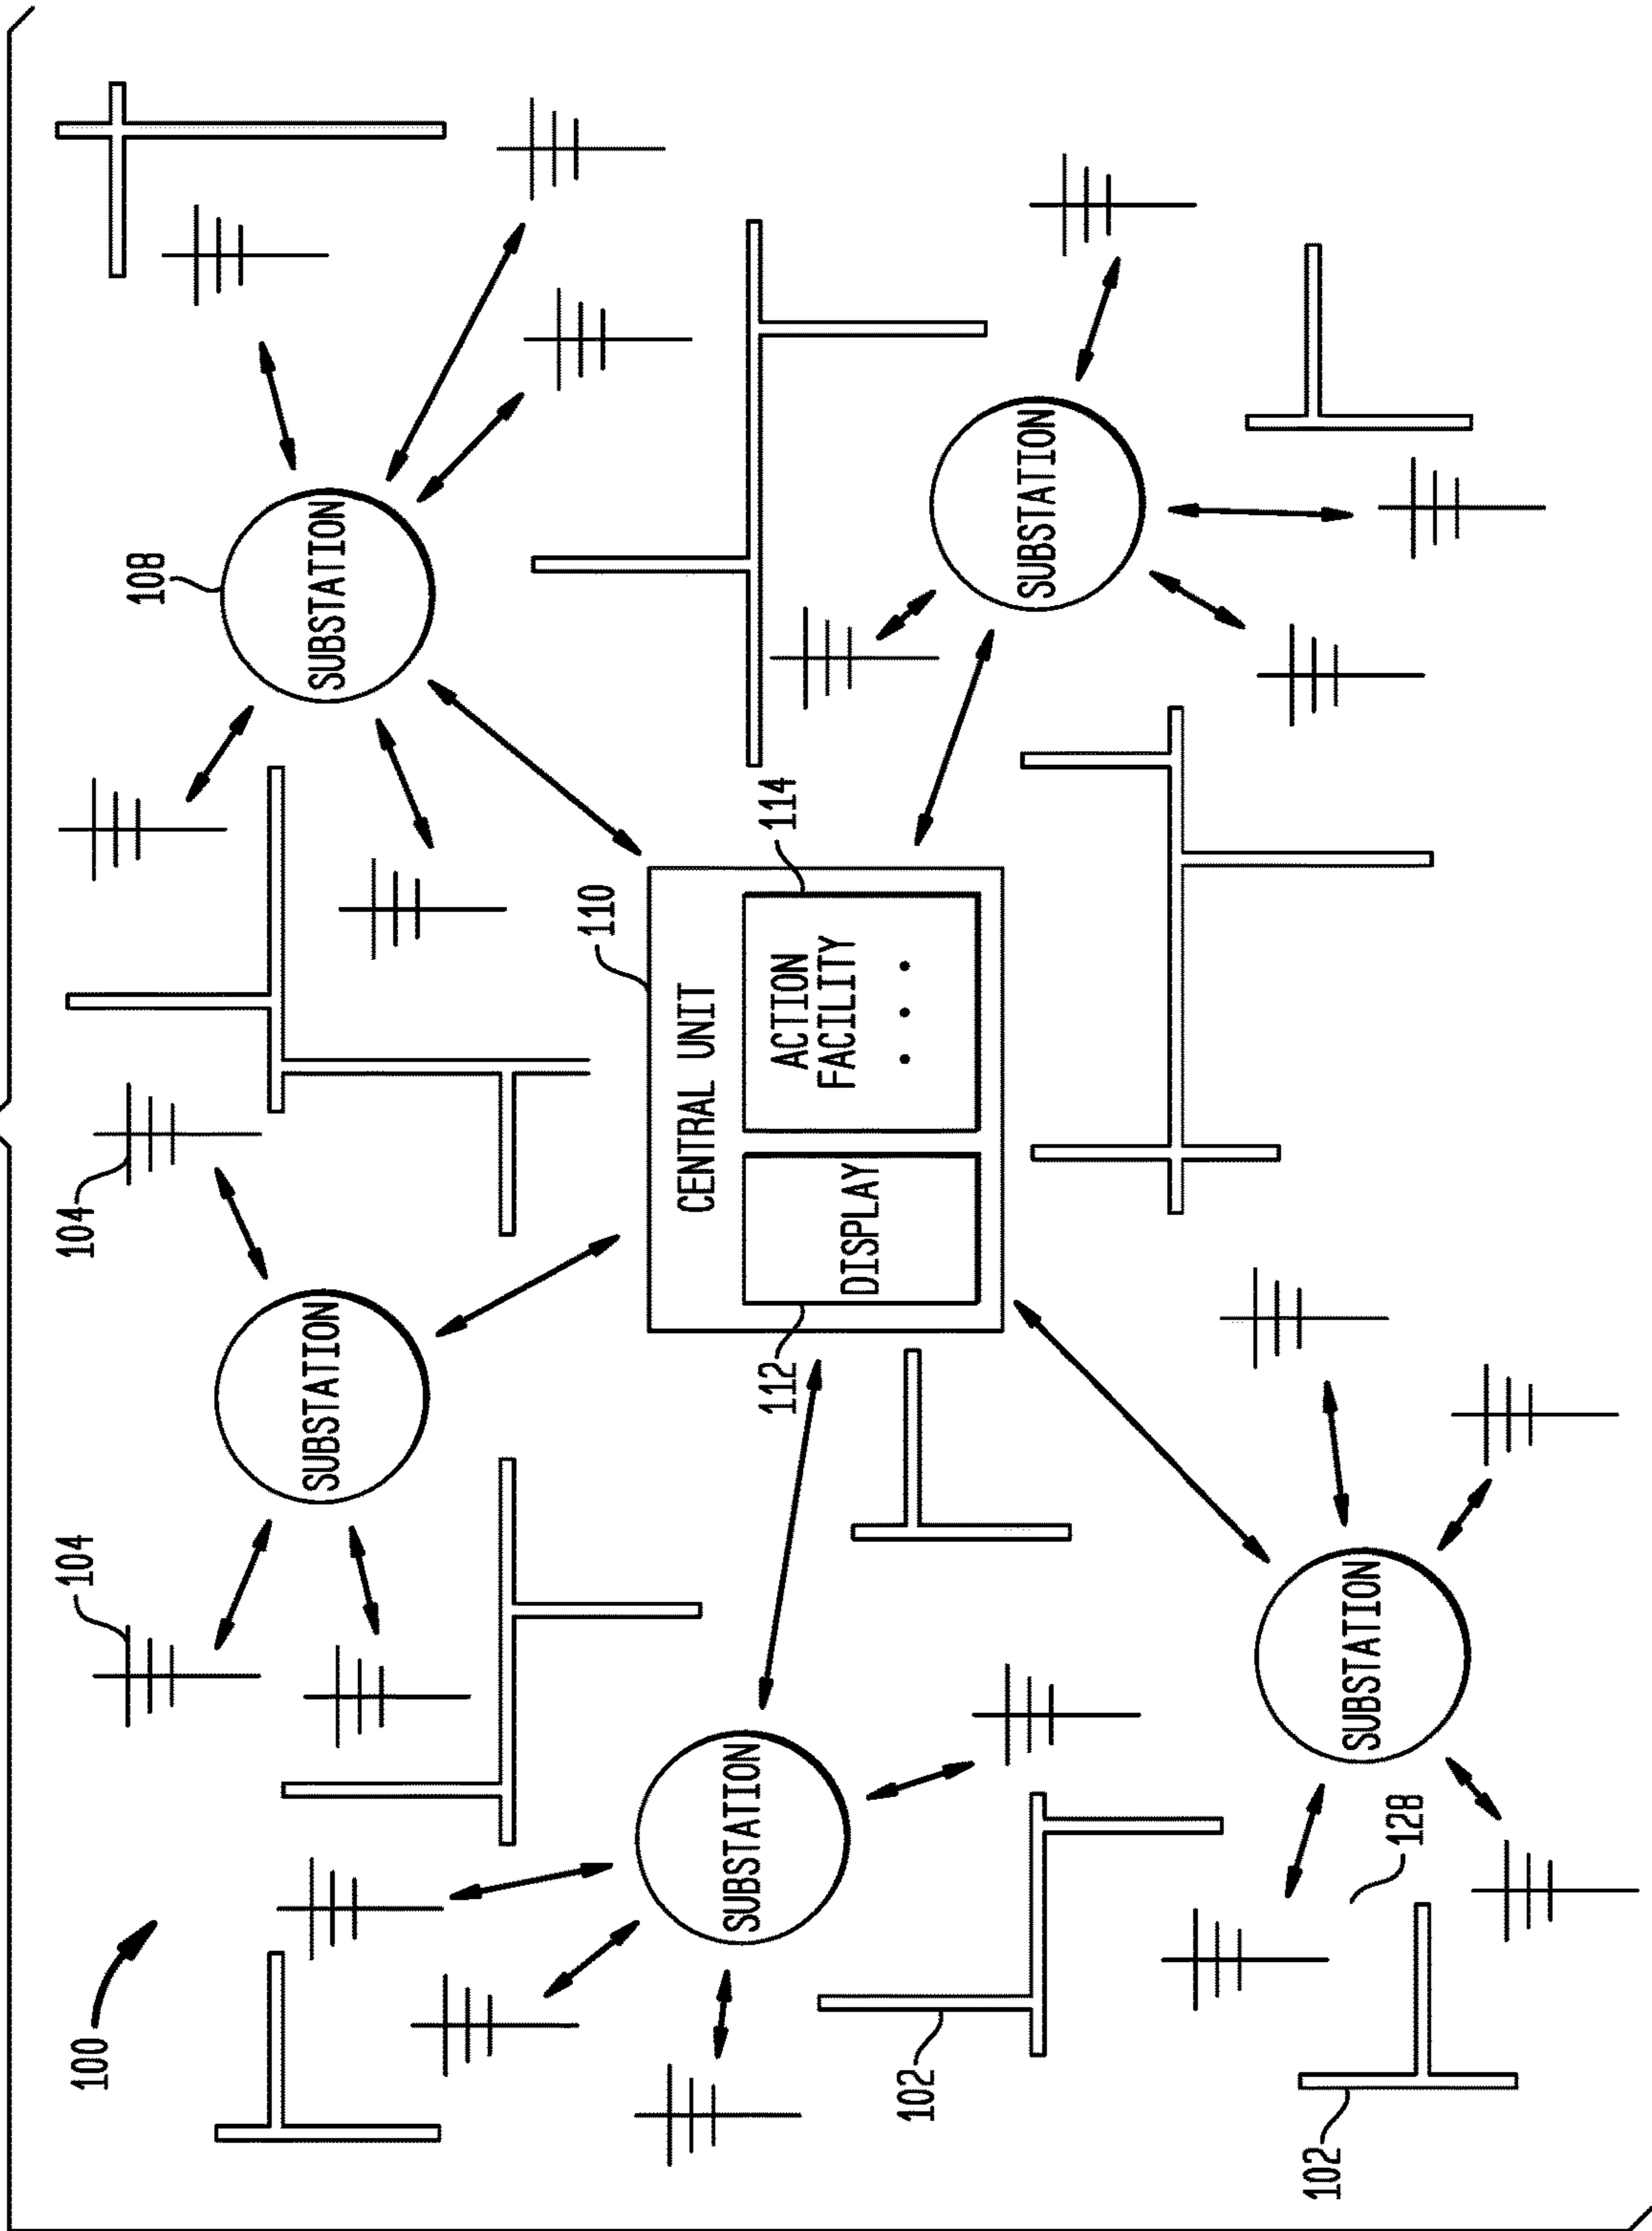 100
104
104
108
SUBSTATION
SUBSTATION
110
CENTRAL UNIT
SUBSTATION
112
114
DISPLAY
ACTION
FACILITY
• • •
102
SUBSTATION
102
SUBSTATION
128